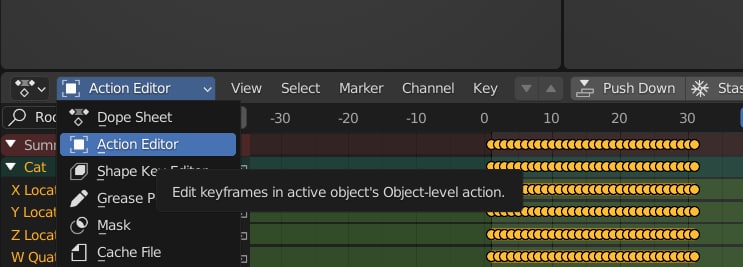 Action Editor View Select Marker Channel Key Push Down Stas
Roo -30 -20 -10 0 10 20 30
Dope Sheet
Summ Action Editor
Cat Shape Key Editor
X Locat Grease P Edit keyframes in active object's Object-level action.
Y Locat Mask
Z Locat Cache File
W Quat